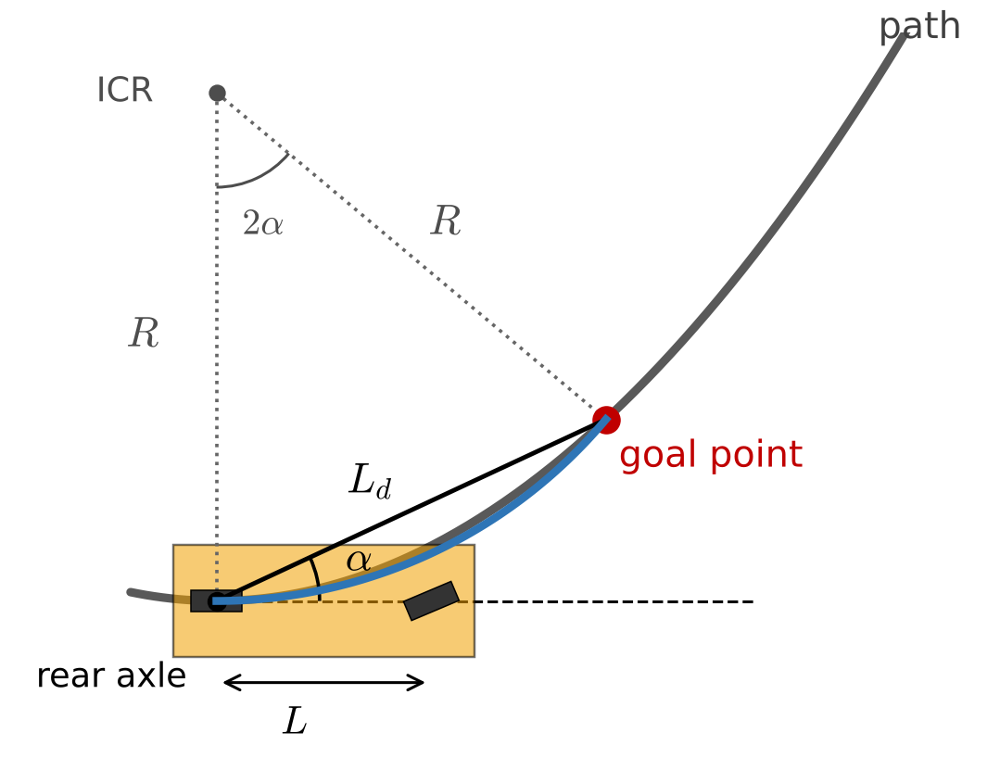 path
ICR
2α
R
R
goal point
L_d
α
rear axle
L